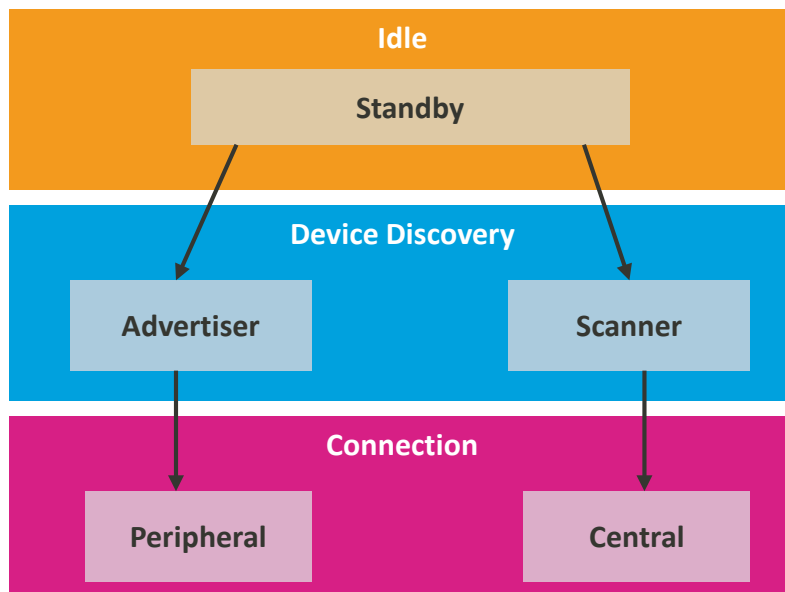 Idle
Standby
Device Discovery
Advertiser
Scanner
Connection
Peripheral
Central